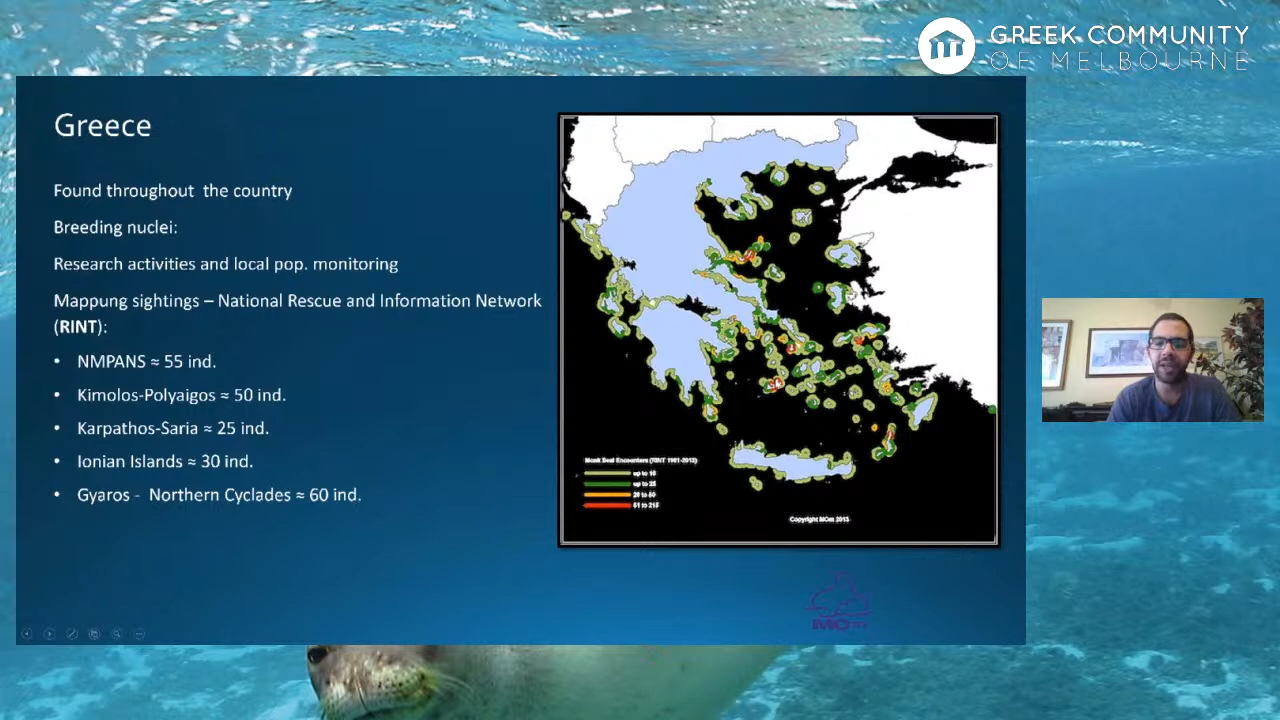 GREEK COMMUNITY
OF MELBOURNE
Greece
Found throughout the country
Breeding nuclei:
Research activities and local pop. monitoring
Mappung sightings – National Rescue and Information Network
(RINT):
• NMPANS ≈ 55 ind.
• Kimolos-Polyaigos ≈ 50 ind.
• Karpathos-Saria ≈ 25 ind.
• Ionian Islands ≈ 30 ind.
• Gyaros - Northern Cyclades ≈ 60 ind.
Monk Seal Encounters (RINT 1991-2013)
up to 10
up to 25
26 to 50
51 to 215
Copyright MOm 2013